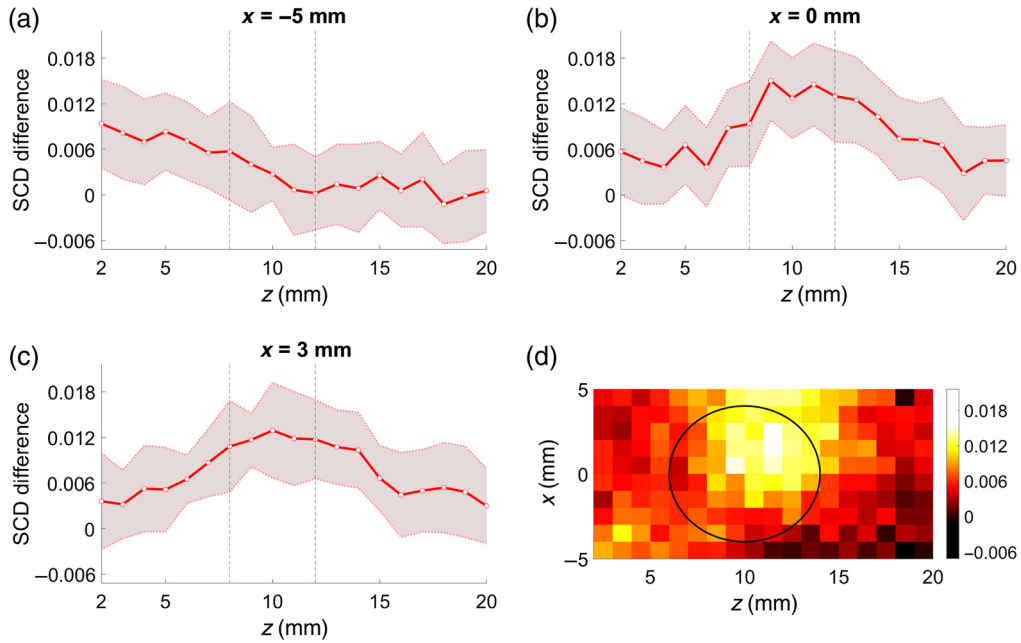 (a)
x = –5 mm
0.018
0.012
0.006
0
–0.006
SCD difference
2
5
10
15
20
z (mm)
(b)
x = 0 mm
0.018
0.012
0.006
0
–0.006
SCD difference
2
5
10
15
20
z (mm)
(c)
x = 3 mm
0.018
0.012
0.006
0
–0.006
SCD difference
2
5
10
15
20
z (mm)
(d)
5
0
–5
x (mm)
5
10
15
20
z (mm)
0.018
0.012
0.006
0
–0.006